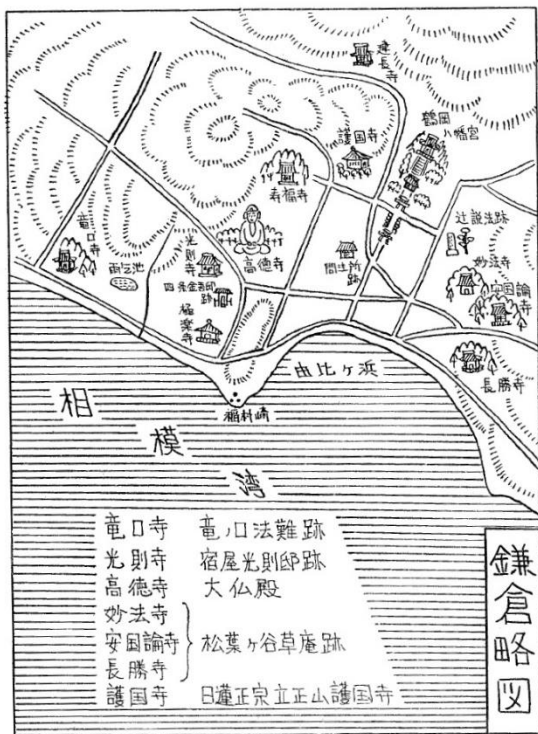 建長寺
鶴岡八幡宮
護国寺
寿福寺
辻説法跡
竜口寺
光則寺
高徳寺
問注所跡
妙法寺
雨乞池
安国論寺
四条金吾邸跡
極楽寺
長勝寺
由比ヶ浜
稲村崎
相模湾
竜口寺 竜ノ口法難跡
光則寺 宿屋光則邸跡
高徳寺 大仏殿
妙法寺
安国論寺 松葉ヶ谷草庵跡
長勝寺
護国寺 日蓮正宗立正山護国寺
鎌倉略図